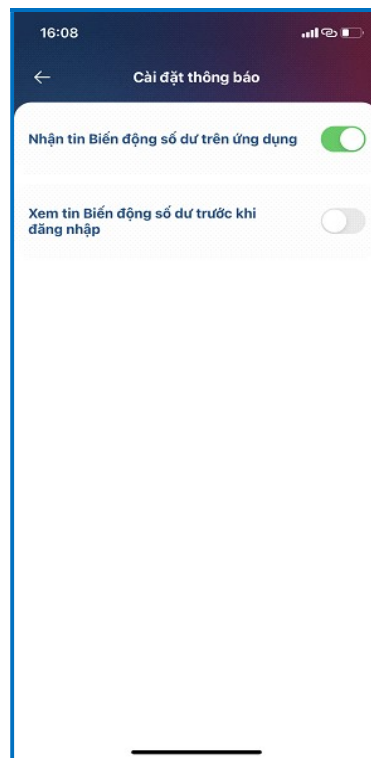 16:08
Cài đặt thông báo
Nhận tin Biến động số dư trên ứng dụng
Xem tin Biến động số dư trước khi
đăng nhập